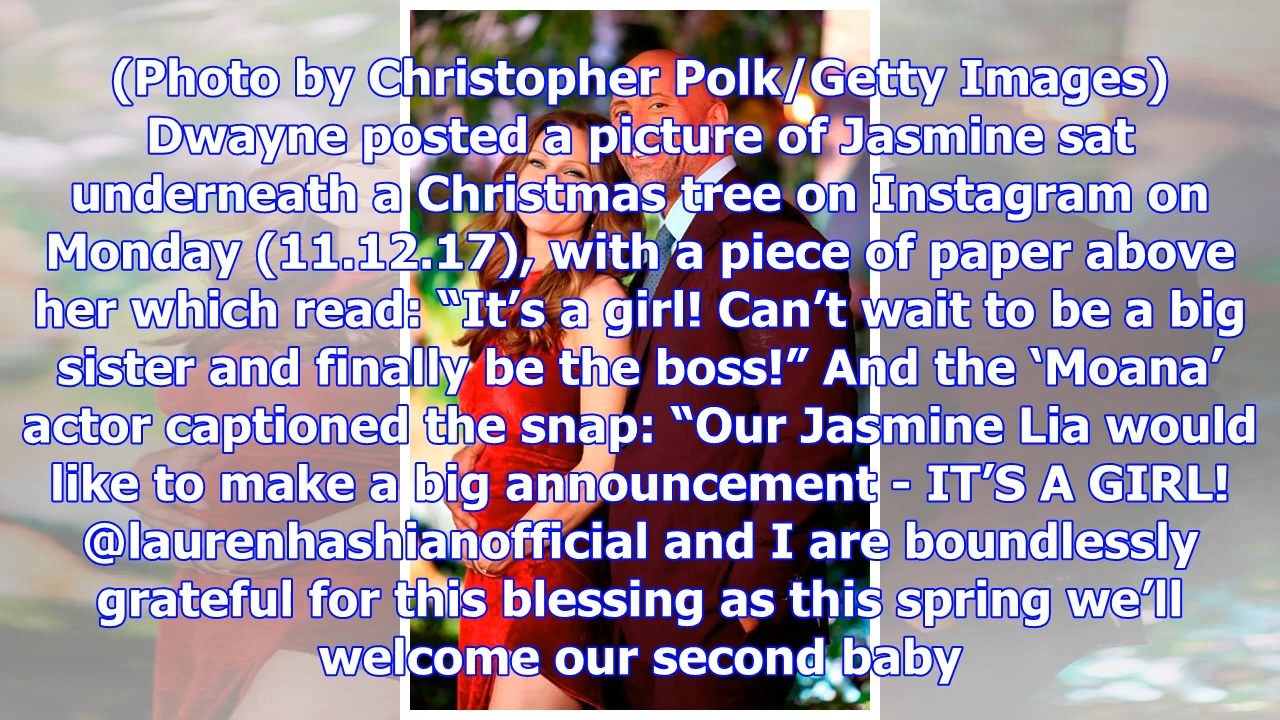 (Photo by Christopher Polk/Getty Images)
Dwayne posted a picture of Jasmine sat
underneath a Christmas tree on Instagram on
Monday (11.12.17), with a piece of paper above
her which read: “It’s a girl! Can’t wait to be a big
sister and finally be the boss!” And the ‘Moana’
actor captioned the snap: “Our Jasmine Lia would
like to make a big announcement - IT’S A GIRL!
@laurenhashianofficial and I are boundlessly
grateful for this blessing as this spring we’ll
welcome our second baby